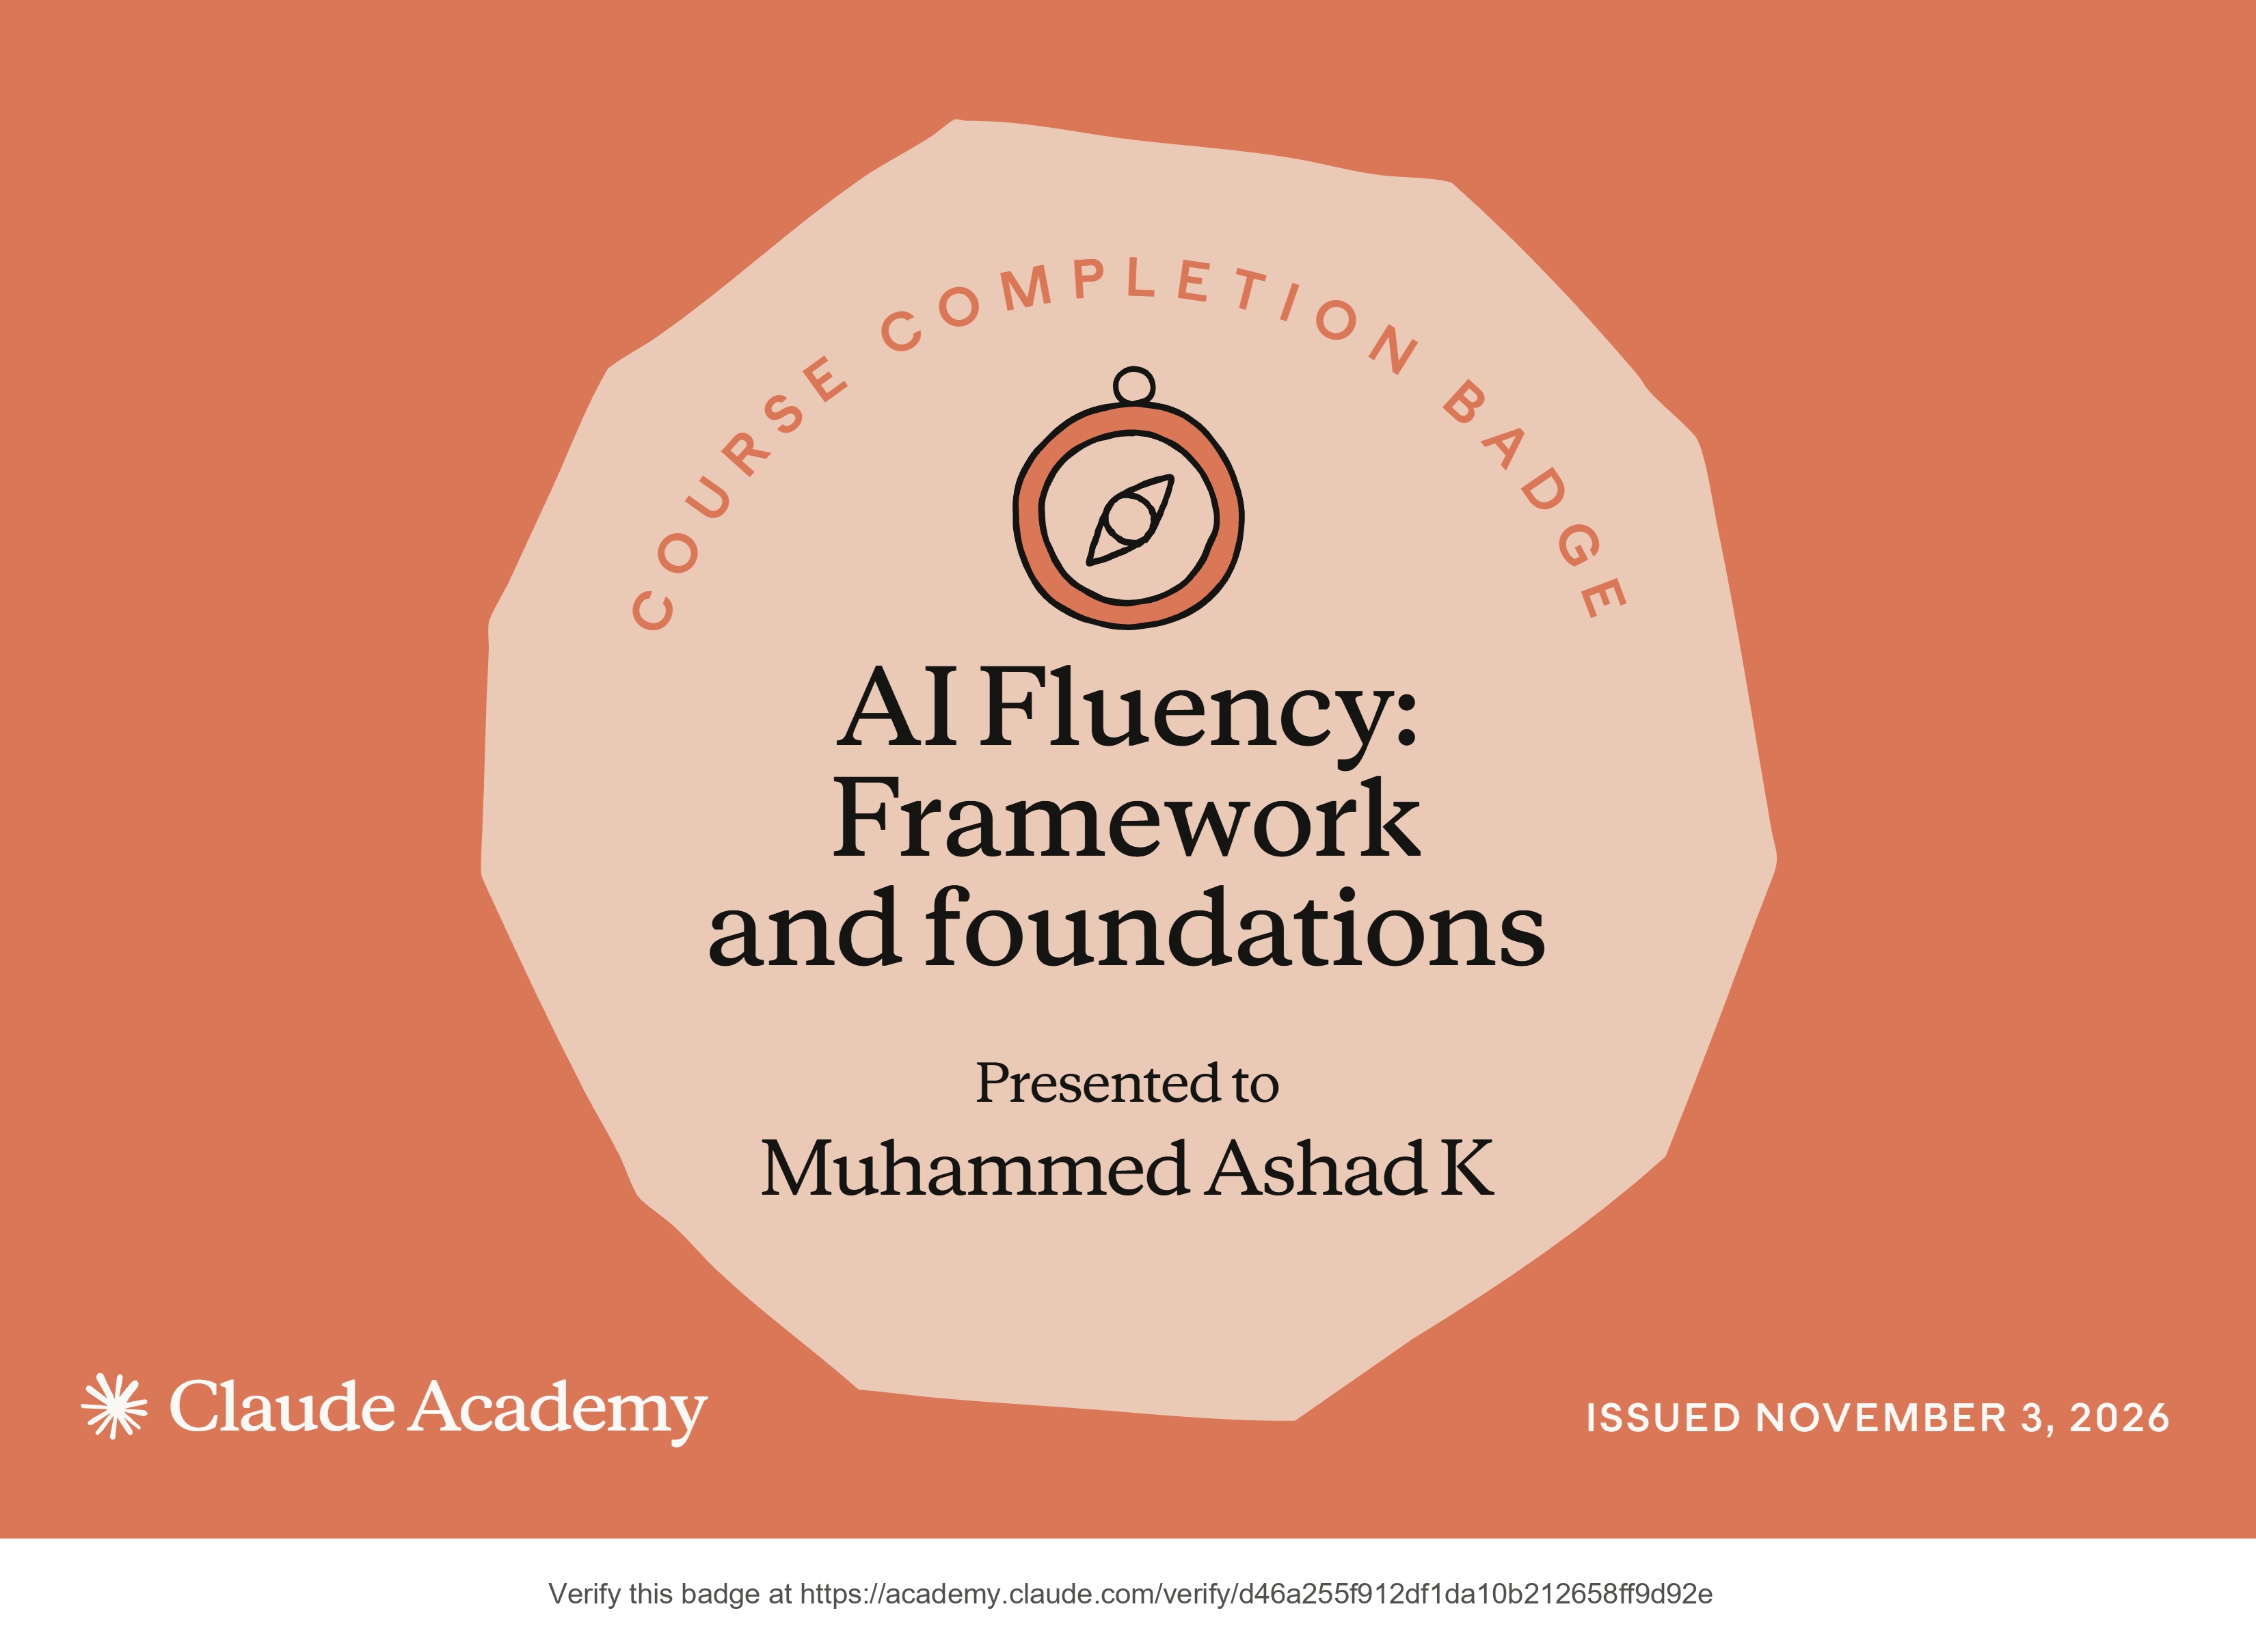 COURSE COMPLETION BADGE
AI Fluency:
Framework
and foundations
Presented to
Muhammed Ashad K
Claude Academy
ISSUED NOVEMBER 3, 2026
Verify this badge at https://academy.claude.com/verify/d46a255f912df1da10b212658ff9d92e